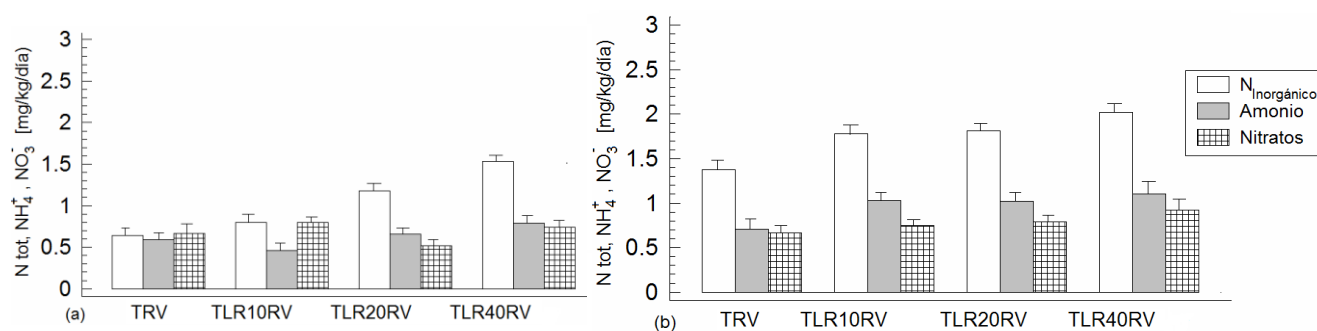 N tot, NH4+, NO3- [mg/kg/día]
3
2.5
2
1.5
1
0.5
0
(a)
TRV TLR10RV TLR20RV TLR40RV
N tot, NH4+, NO3- [mg/kg/día]
3
2.5
2
1.5
1
0.5
0
(b)
TRV TLR10RV TLR20RV TLR40RV
NInorgánico
Amonio
Nitratos